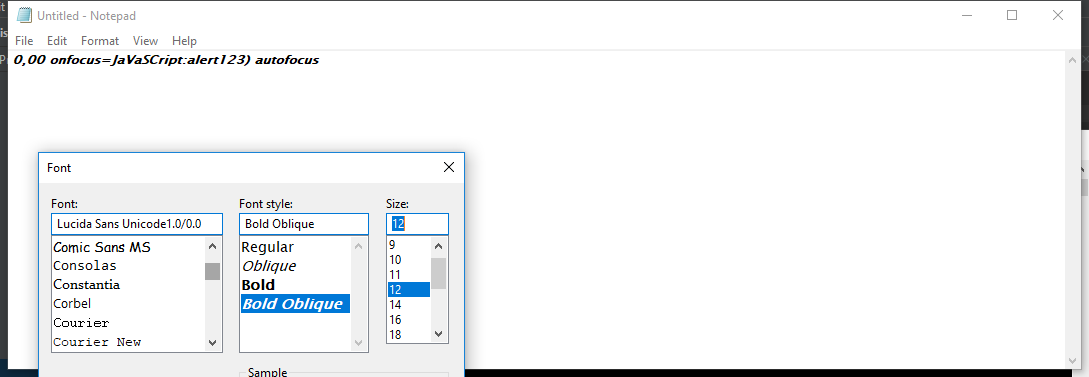 Untitled - Notepad
File Edit Format View Help
0,00 onfocus=JaVaSCript:alert123) autofocus
Font
Font: Font style: Size:
Lucida Sans Unicode1.0/0.0 Bold Oblique 12
Comic Sans MS Regular 9
Consolas Oblique 10
Constantia Bold 11
Corbel Bold Oblique 12
Courier 14
Courier New 16
18
Sample